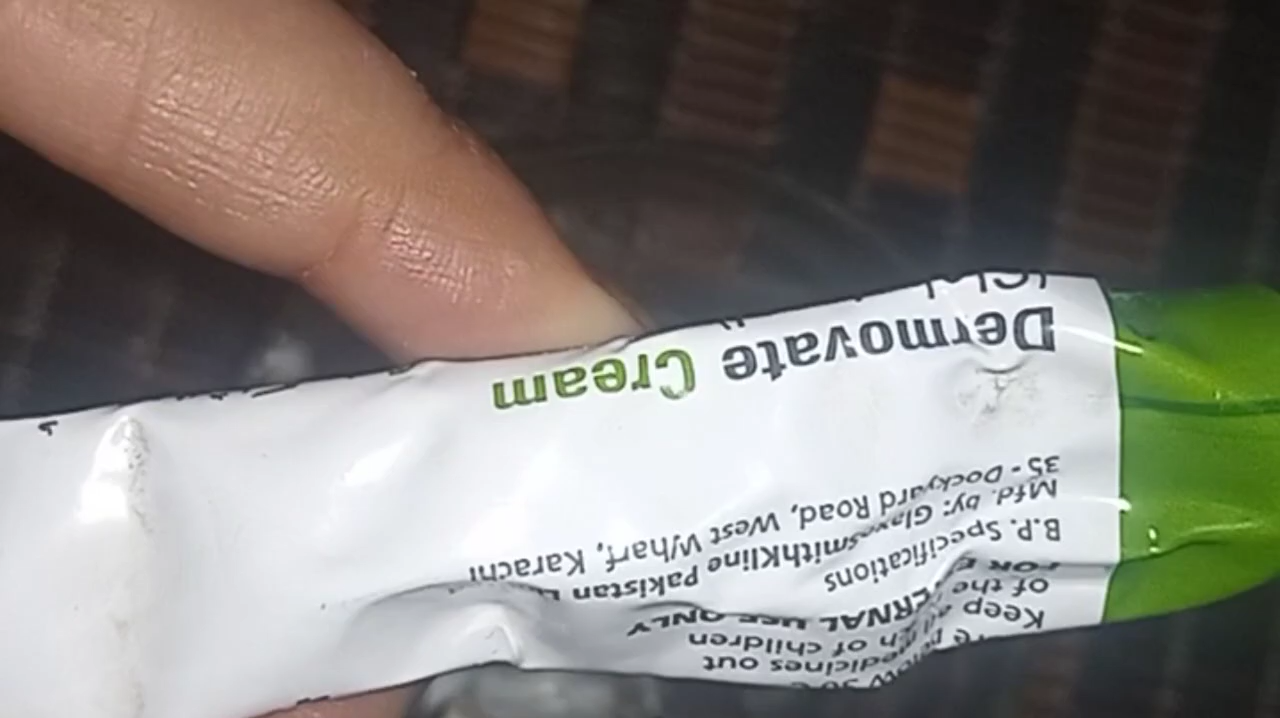 Dermovate Cream
35 - Dockyard Road, West Wharf, Karachi
Mfd. by: GlaxoSmithKline Pakistan
B.P. Specifications
FOR EXTERNAL USE ONLY
of the reach of children
Keep all medicines out